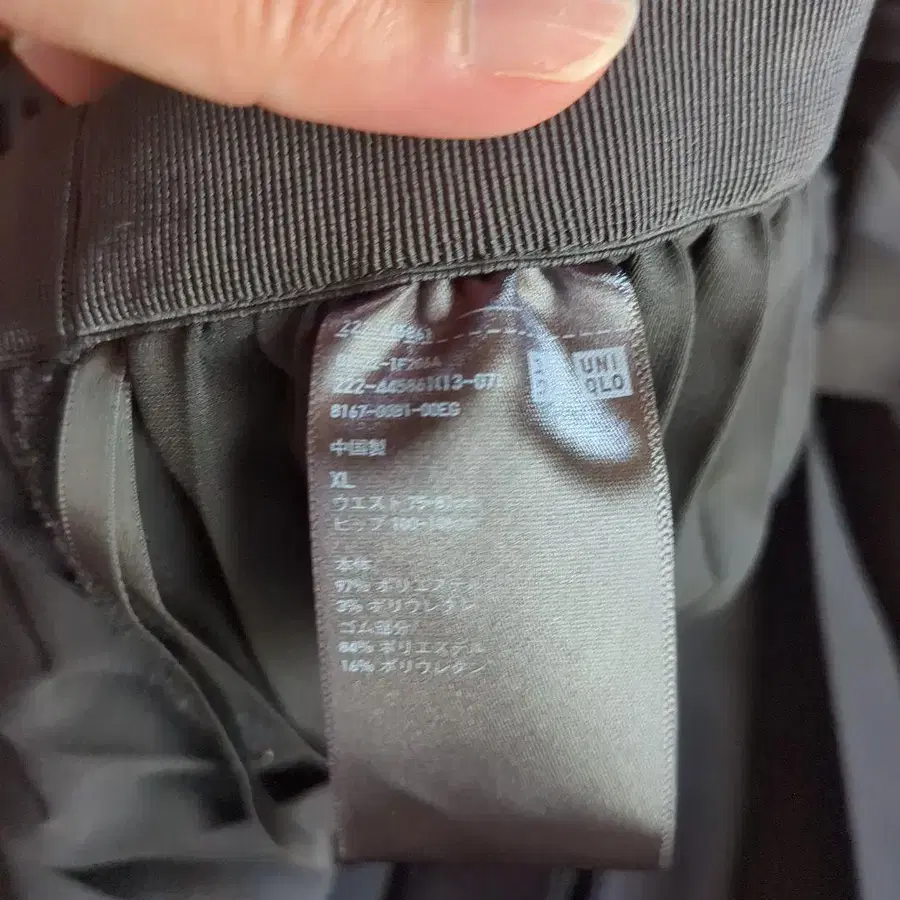 222-445861(13-07)
UNI
QLO
8167-0081-00EG
中国製
XL
ウエスト
ヒップ
本体
97% ポリエステル
3% ポリウレタン
ゴム部分
84% ポリエステル
16% ポリウレタン